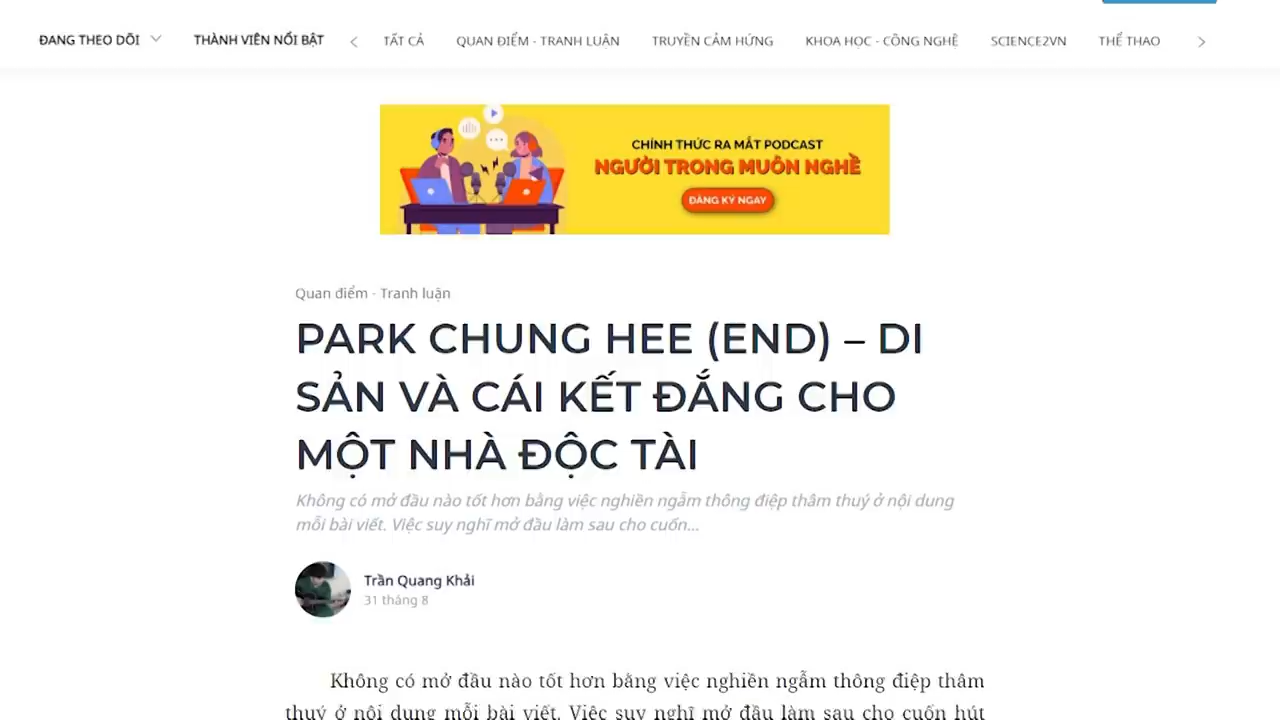 ĐANG THEO DÕI THÀNH VIÊN NỔI BẬT TẤT CẢ QUAN ĐIỂM - TRANH LUẬN TRUYỀN CẢM HỨNG KHOA HỌC - CÔNG NGHỆ SCIENCE2VN THỂ THAO
CHÍNH THỨC RA MẮT PODCAST
NGƯỜI TRONG MUÔN NGHỀ
ĐĂNG KÝ NGAY
Quan điểm - Tranh luận
PARK CHUNG HEE (END) – DI
SẢN VÀ CÁI KẾT ĐẮNG CHO
MỘT NHÀ ĐỘC TÀI
Không có mở đầu nào tốt hơn bằng việc nghiền ngẫm thông điệp thâm thuý ở nội dung
mỗi bài viết. Việc suy nghĩ mở đầu làm sau cho cuốn...
Trần Quang Khải
31 tháng 8
Không có mở đầu nào tốt hơn bằng việc nghiền ngẫm thông điệp thâm
thuý ở nội dung mỗi bài viết. Việc suy nghĩ mở đầu làm sau cho cuốn hút